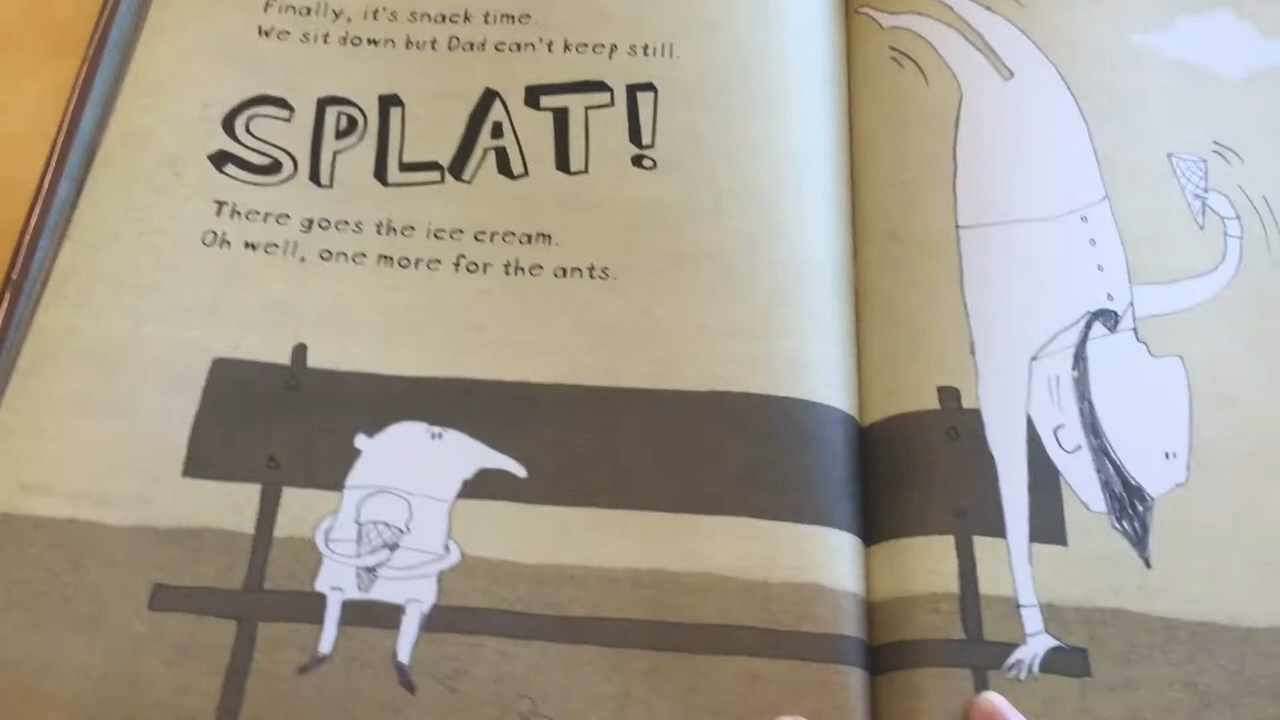 Finally, it's snack time.
We sit down but Dad can't keep still.
SPLAT!
There goes the ice cream.
Oh well, one more for the ants.